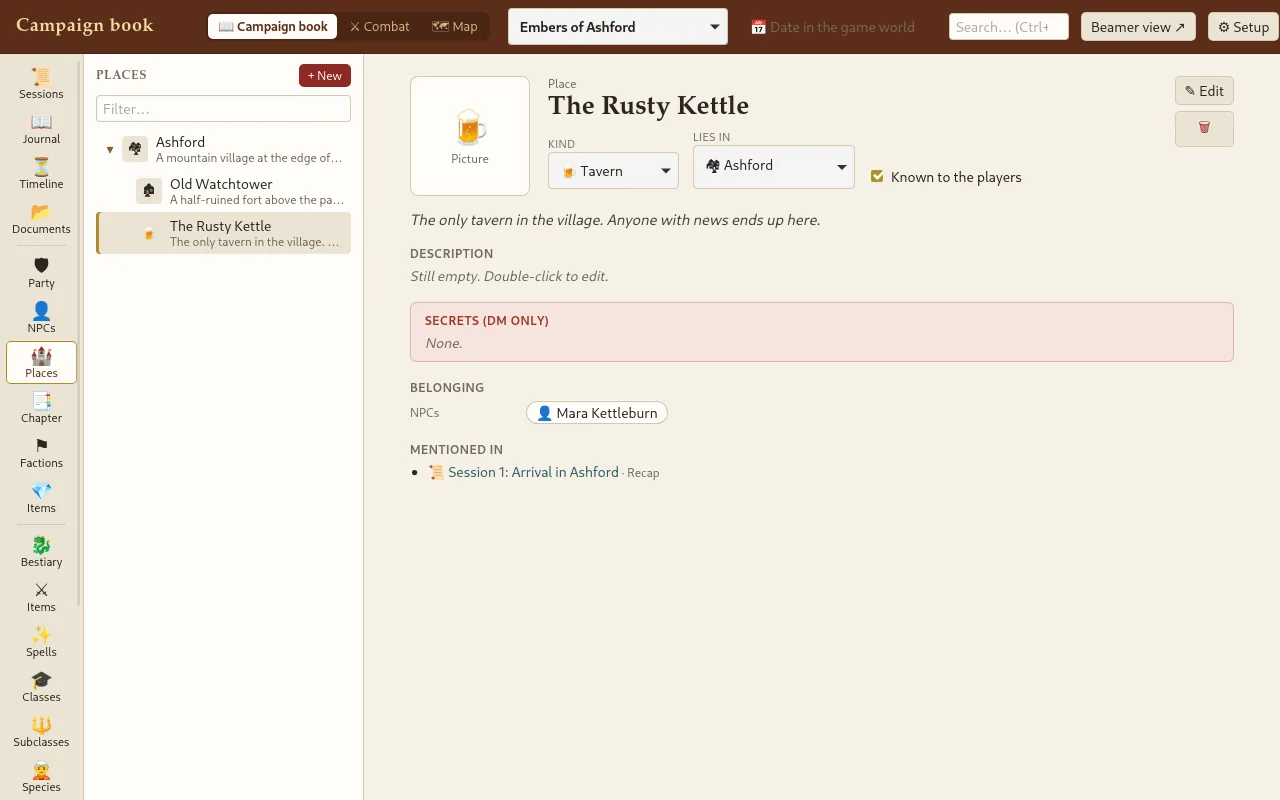 Campaign book
Campaign book
Combat
Map
Embers of Ashford
Date in the game world
Search… (Ctrl+
Beamer view ↗
Setup
Sessions
Journal
Timeline
Documents
Party
NPCs
Places
Chapter
Factions
Items
Bestiary
Items
Spells
Classes
Subclasses
Species
PLACES
+ New
Filter…
Ashford
A mountain village at the edge of…
Old Watchtower
A half-ruined fort above the pa…
The Rusty Kettle
The only tavern in the village. …
Picture
Place
The Rusty Kettle
KIND
Tavern
LIES IN
Ashford
Known to the players
Edit
The only tavern in the village. Anyone with news ends up here.
DESCRIPTION
Still empty. Double-click to edit.
SECRETS (DM ONLY)
None.
BELONGING
NPCs
Mara Kettleburn
MENTIONED IN
Session 1: Arrival in Ashford · Recap